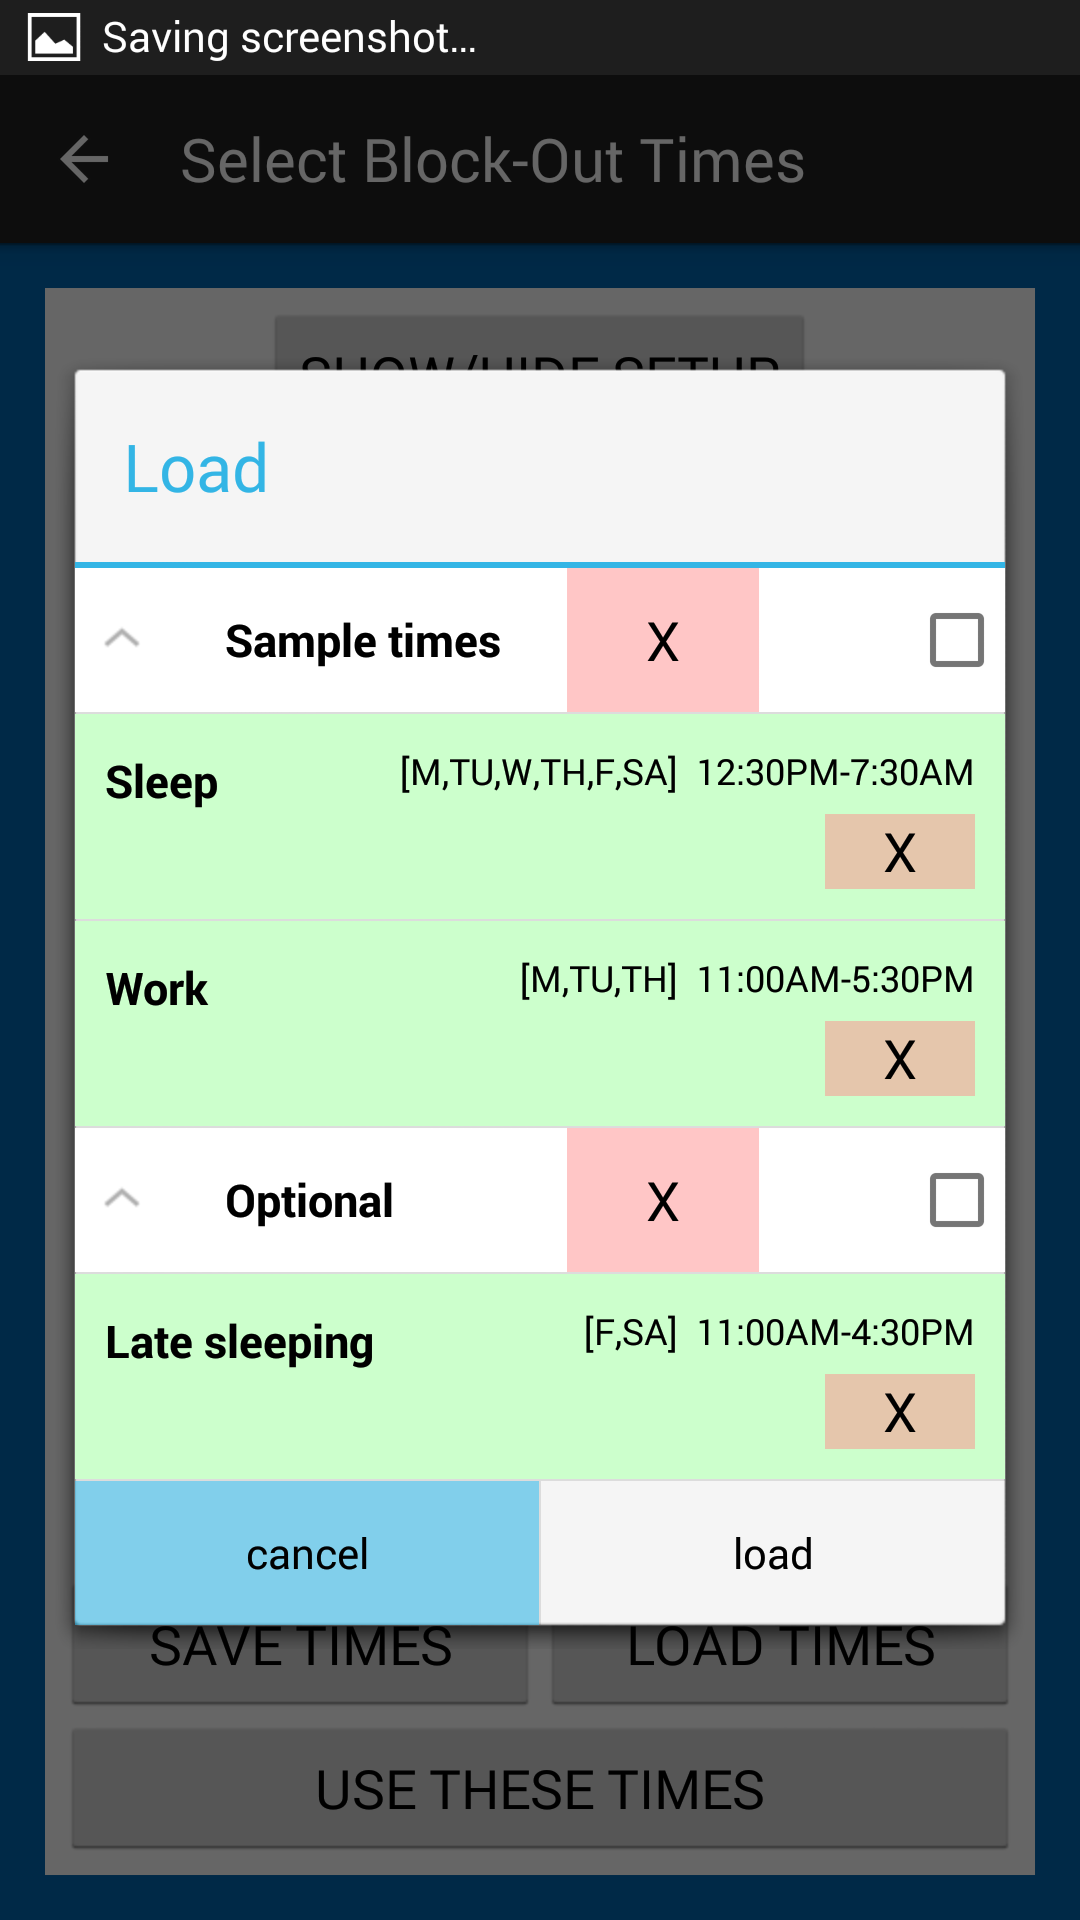 Saving screenshot...
Select Block-Out Times
SHOW/HIDE SETUP
Load
Sample times X
Sleep [M,TU,W,TH,F,SA] 12:30PM-7:30AM
X
Work [M,TU,TH] 11:00AM-5:30PM
X
Optional X
Late sleeping [F,SA] 11:00AM-4:30PM
X
cancel load
SAVE TIMES LOAD TIMES
USE THESE TIMES